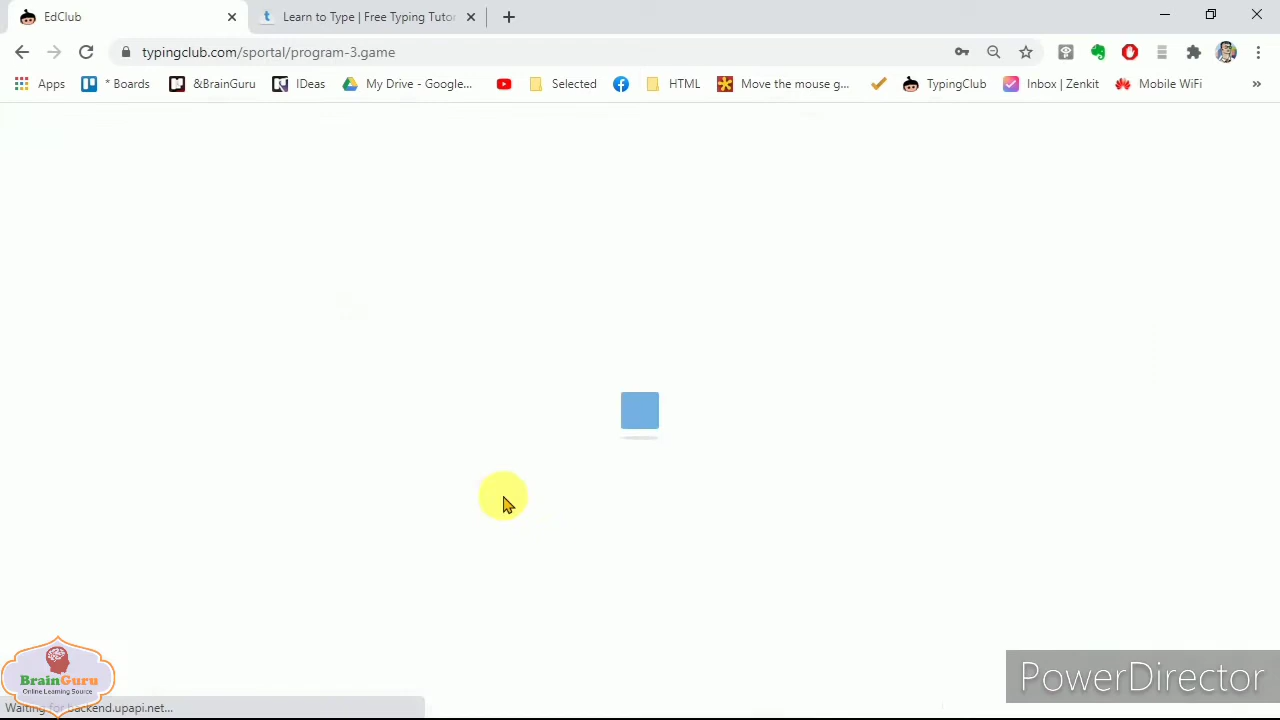 EdClub
Learn to Type | Free Typing Tutor
typingclub.com/sportal/program-3.game
Apps * Boards &BrainGuru IDeas My Drive - Google... Selected HTML Move the mouse g... TypingClub Inbox | Zenkit Mobile WiFi »
BrainGuru
Online Learning Source
PowerDirector
Waiting for backend.upapi.net...